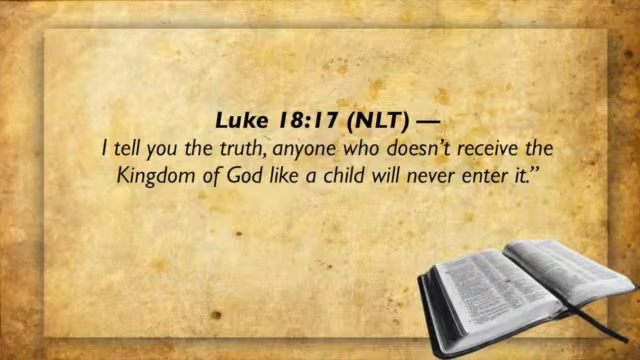 Luke 18:17 (NLT) —
I tell you the truth, anyone who doesn’t receive the
Kingdom of God like a child will never enter it.”